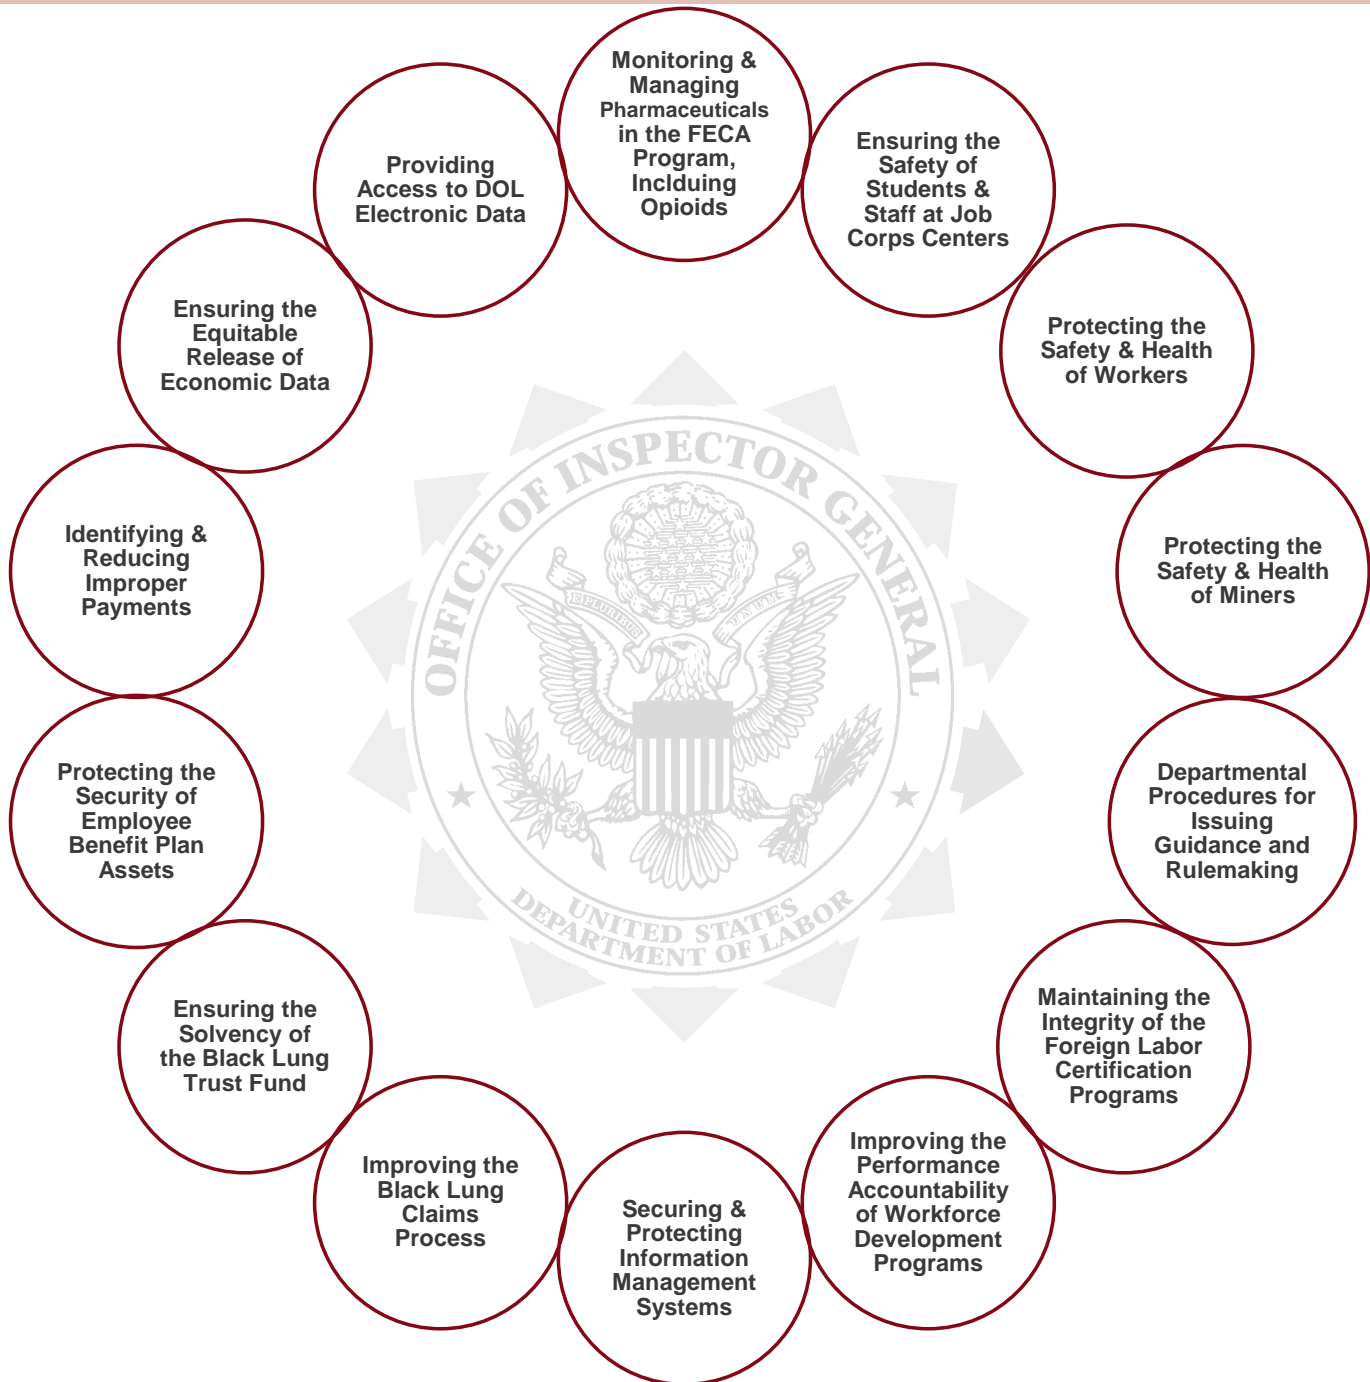 Monitoring &
Managing
Pharmaceuticals
in the FECA
Program,
Inclduing
Opioids
Ensuring the
Safety of
Students &
Staff at Job
Corps Centers
Protecting the
Safety & Health
of Workers
Protecting the
Safety & Health
of Miners
Departmental
Procedures for
Issuing
Guidance and
Rulemaking
Maintaining the
Integrity of the
Foreign Labor
Certification
Programs
Improving the
Performance
Accountability
of Workforce
Development
Programs
Securing &
Protecting
Information
Management
Systems
Improving the
Black Lung
Claims
Process
Ensuring the
Solvency of
the Black Lung
Trust Fund
Protecting the
Security of
Employee
Benefit Plan
Assets
Identifying &
Reducing
Improper
Payments
Ensuring the
Equitable
Release of
Economic Data
Providing
Access to DOL
Electronic Data
OFFICE OF INSPECTOR GENERAL
E PLURIBUS UNUM
UNITED STATES
DEPARTMENT OF LABOR